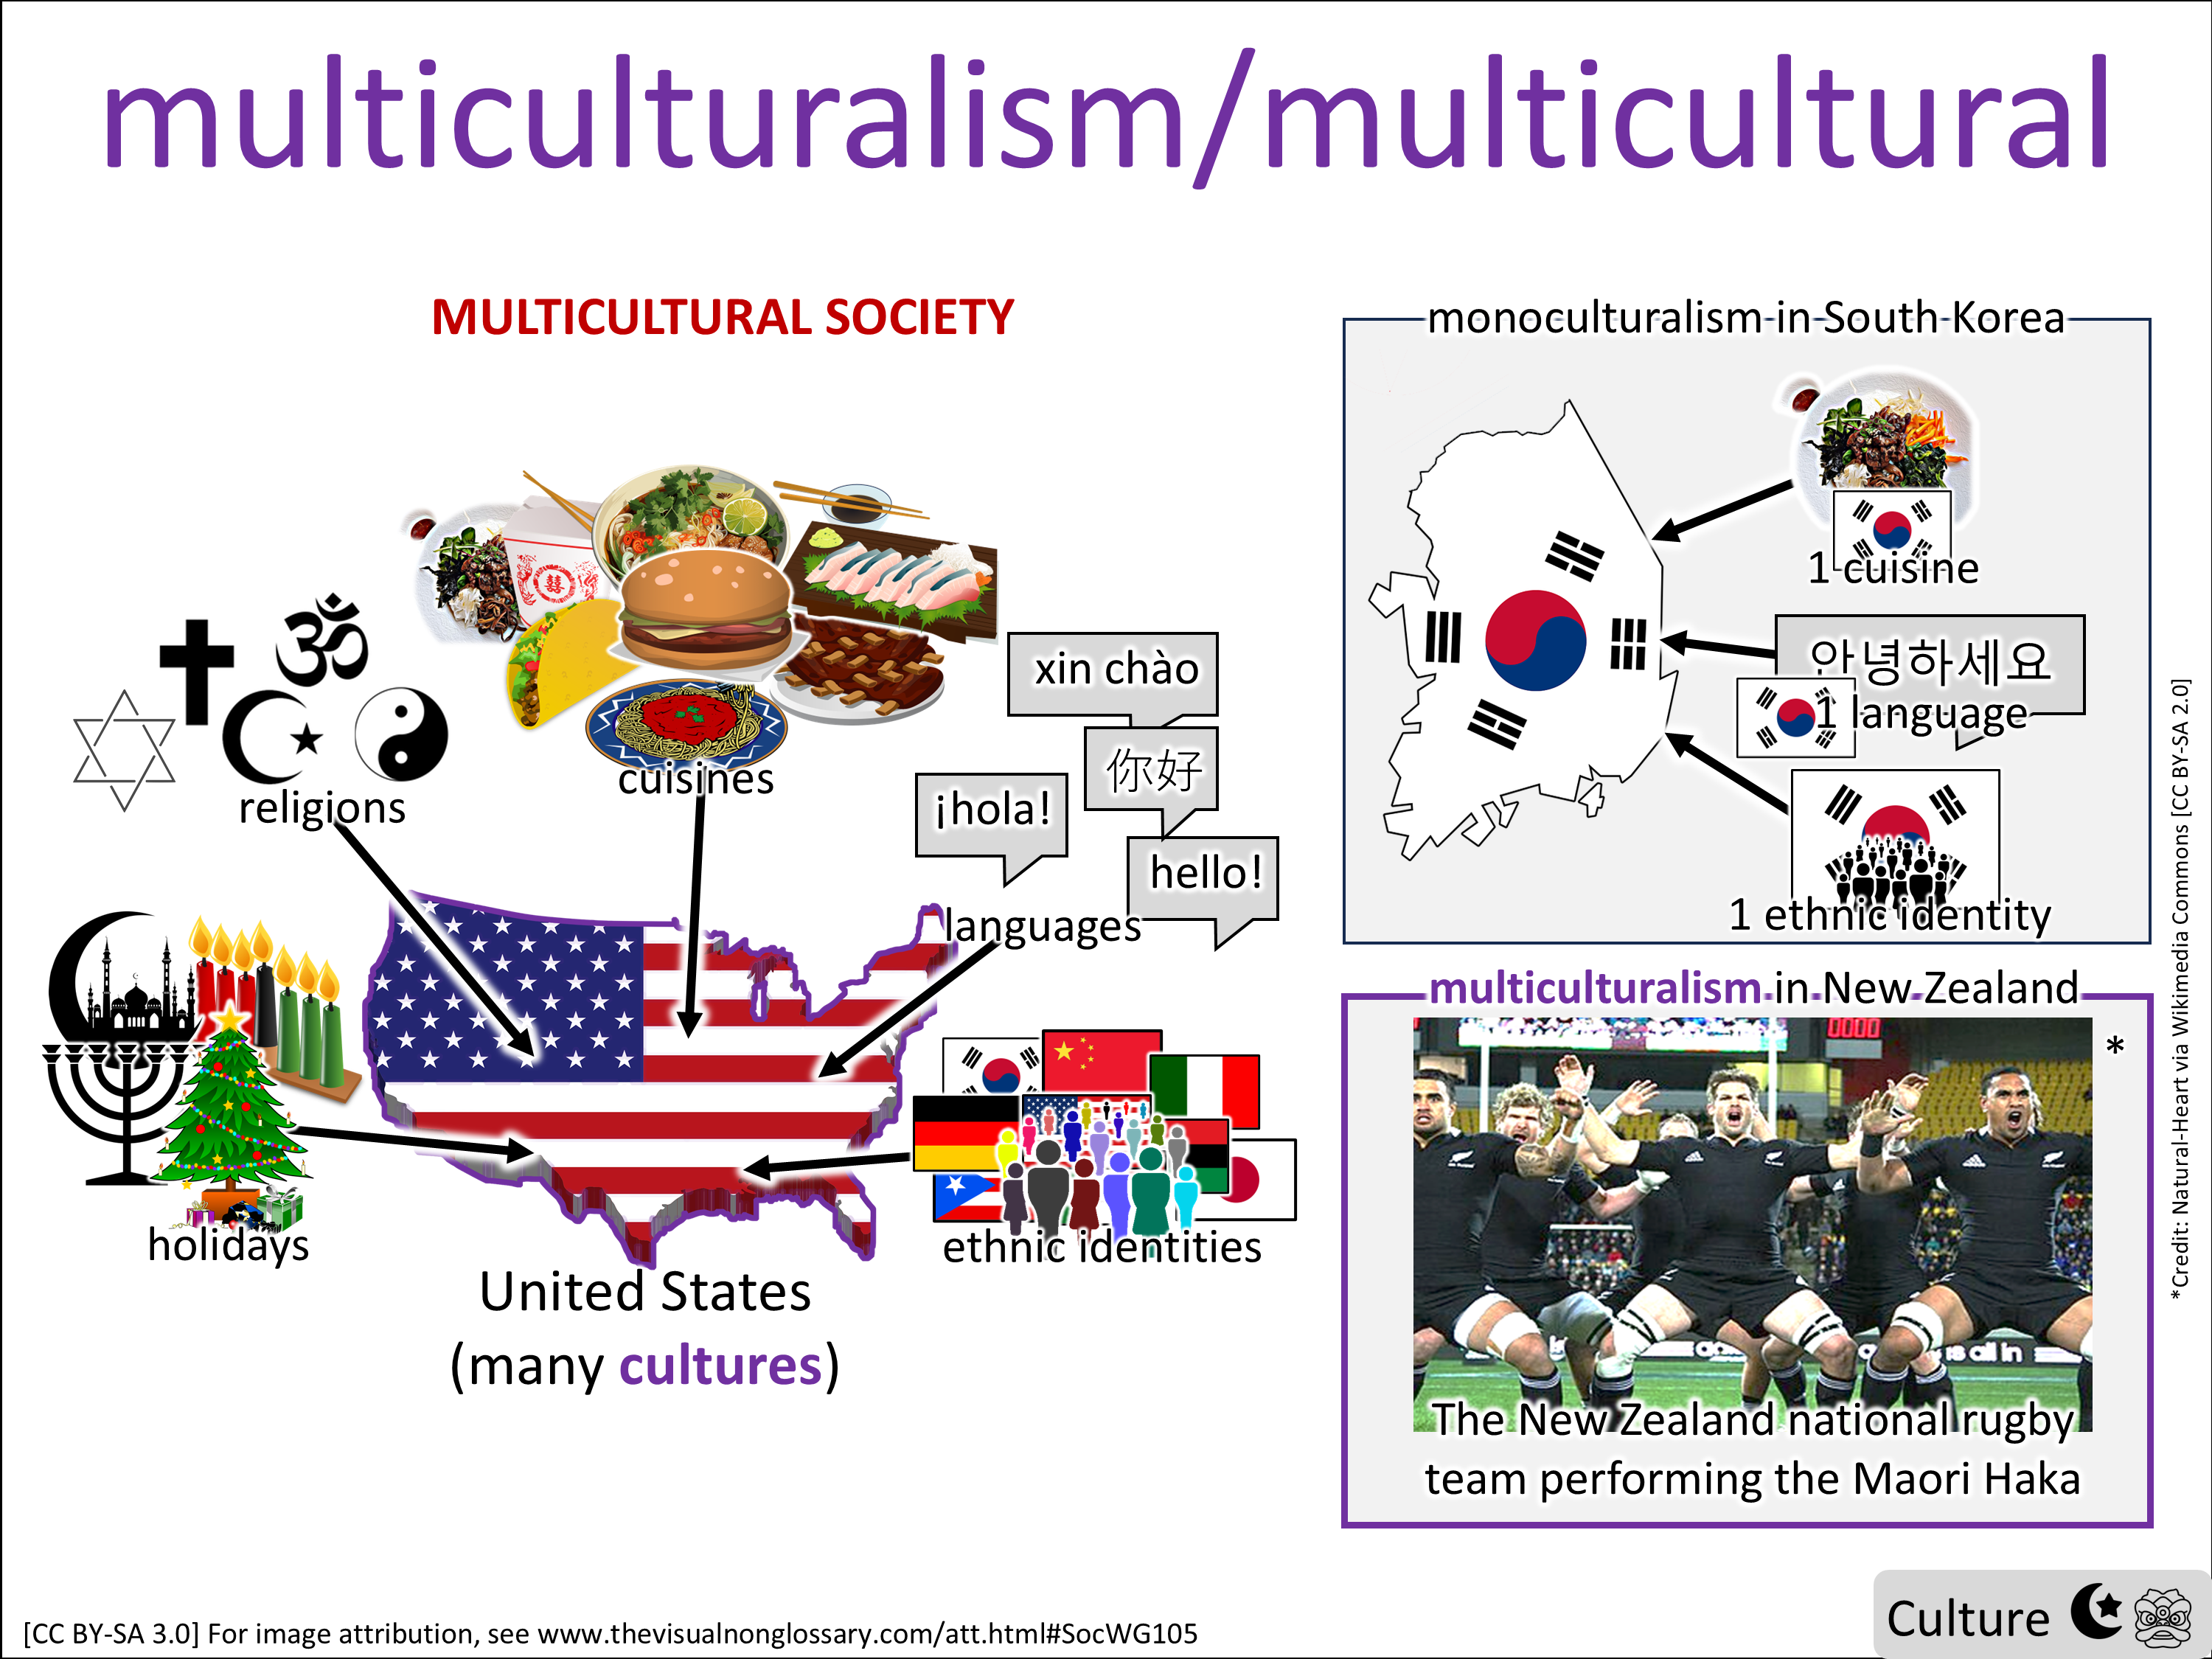 multiculturalism/multicultural
MULTICULTURAL SOCIETY
religions
cuisines
xin chào
你好
¡hola!
hello!
languages
holidays
ethnic identities
United States
(many cultures)
monoculturalism in South Korea
1 cuisine
안녕하세요
1 language
1 ethnic identity
multiculturalism in New Zealand
*
is all in
The New Zealand national rugby
team performing the Maori Haka
*Credit: Natural-Heart via Wikimedia Commons [CC BY-SA 2.0]
[CC BY-SA 3.0] For image attribution, see www.thevisualnonglossary.com/att.html#SocWG105
Culture